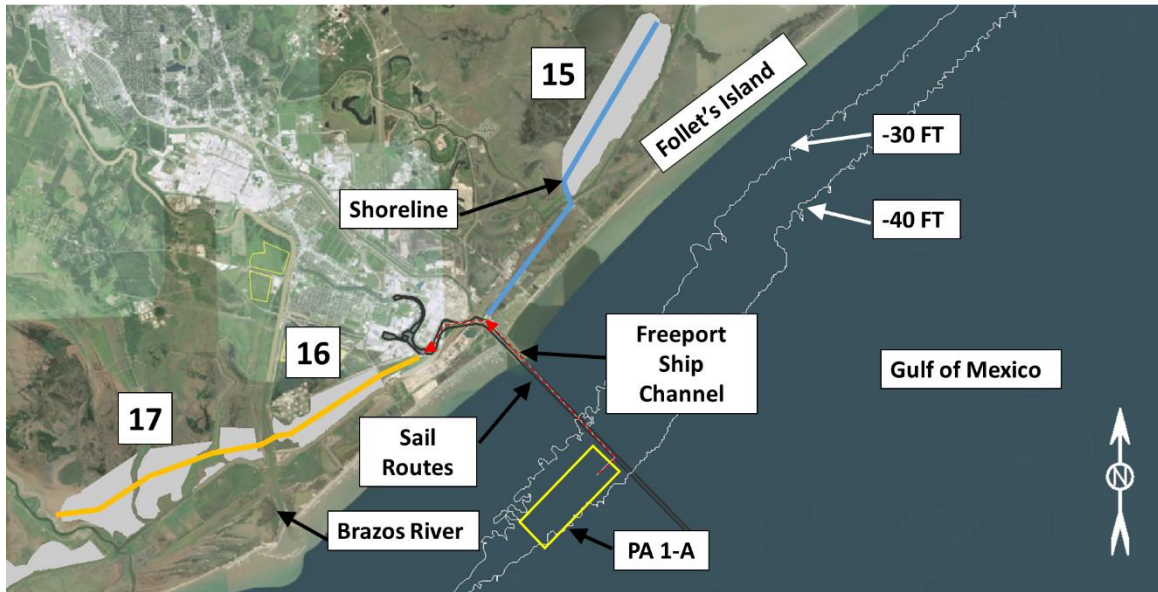 15
Follet's Island
-30 FT
-40 FT
Shoreline
16
17
Freeport
Ship
Channel
Gulf of Mexico
Sail
Routes
Brazos River
PA 1-A
N